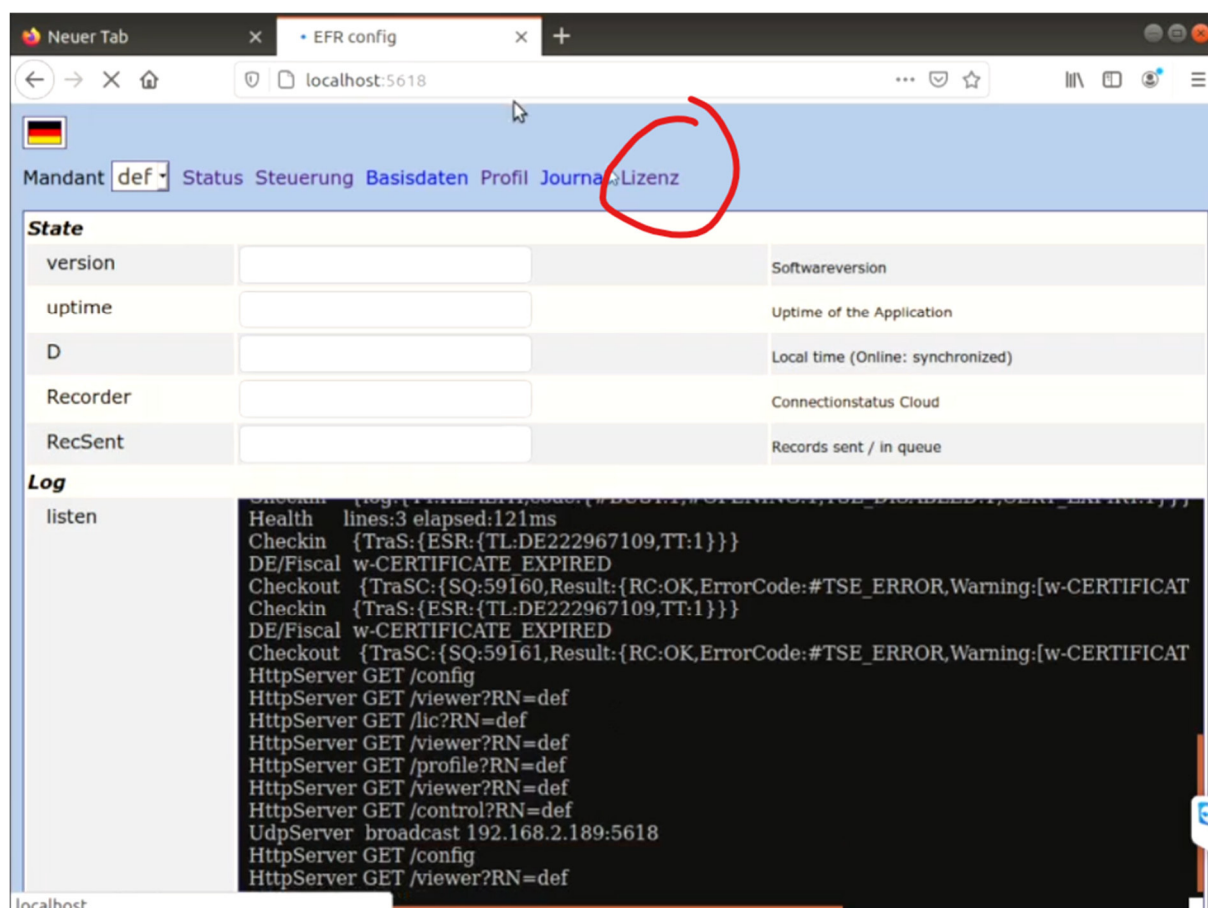 Neuer Tab
EFR config
localhost:5618
Mandant def Status Steuerung Basisdaten Profil Journa Lizenz
State
version Softwareversion
uptime Uptime of the Application
D Local time (Online: synchronized)
Recorder Connectionstatus Cloud
RecSent Records sent / in queue
Log
listen
Health lines:3 elapsed:121ms
Checkin {TraS:{ESR:{TL:DE222967109,TT:1}}}
DE/Fiscal w-CERTIFICATE_EXPIRED
Checkout {TraSC:{SQ:59160,Result:{RC:OK,ErrorCode:#TSE_ERROR,Warning:[w-CERTIFICAT
Checkin {TraS:{ESR:{TL:DE222967109,TT:1}}}
DE/Fiscal w-CERTIFICATE_EXPIRED
Checkout {TraSC:{SQ:59161,Result:{RC:OK,ErrorCode:#TSE_ERROR,Warning:[w-CERTIFICAT
HttpServer GET /config
HttpServer GET /viewer?RN=def
HttpServer GET /lic?RN=def
HttpServer GET /viewer?RN=def
HttpServer GET /profile?RN=def
HttpServer GET /viewer?RN=def
HttpServer GET /control?RN=def
UdpServer broadcast 192.168.2.189:5618
HttpServer GET /config
HttpServer GET /viewer?RN=def
localhost